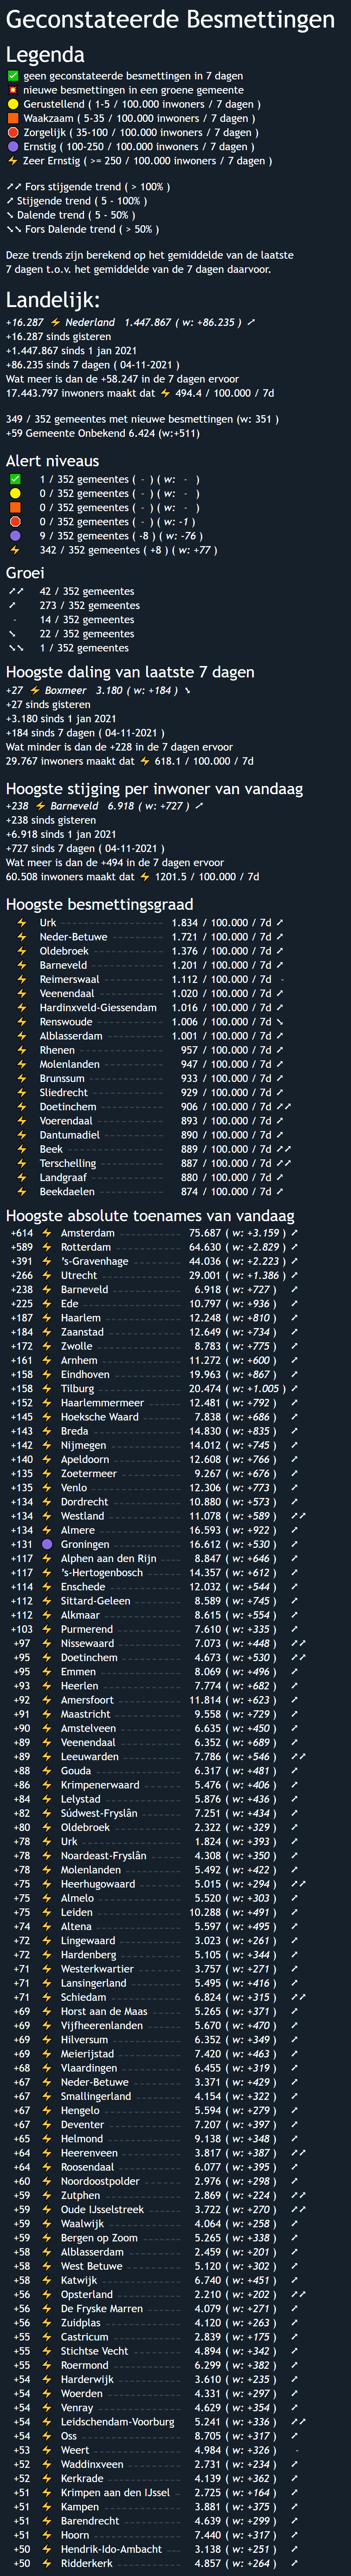 Geconstateerde Besmettingen
Legenda
✅ geen geconstateerde besmettingen in 7 dagen
💥 nieuwe besmettingen in een groene gemeente
🟡 Gerustellend ( 1-5 / 100.000 inwoners / 7 dagen )
🟧 Waakzaam ( 5-35 / 100.000 inwoners / 7 dagen )
🔴 Zorgelijk ( 35-100 / 100.000 inwoners / 7 dagen )
🟣 Ernstig ( 100-250 / 100.000 inwoners / 7 dagen )
⚡ Zeer Ernstig ( >= 250 / 100.000 inwoners / 7 dagen )
⤤⤤ Fors stijgende trend ( > 100% )
⤤ Stijgende trend ( 5 - 100% )
⤥ Dalende trend ( 5 - 50% )
⤥⤥ Fors Dalende trend ( > 50% )
Deze trends zijn berekend op het gemiddelde van de laatste
7 dagen t.o.v. het gemiddelde van de 7 dagen daarvoor.
Landelijk:
+16.287 ⚡ Nederland 1.447.867 ( w: +86.235 ) ⤤
+16.287 sinds gisteren
+1.447.867 sinds 1 jan 2021
+86.235 sinds 7 dagen ( 04-11-2021 )
Wat meer is dan de +58.247 in de 7 dagen ervoor
17.443.797 inwoners maakt dat ⚡ 494.4 / 100.000 / 7d
349 / 352 gemeentes met nieuwe besmettingen (w: 351 )
+59 Gemeente Onbekend 6.424 (w:+511)
Alert niveaus
✅ 1 / 352 gemeentes ( - ) ( w: - )
🟡 0 / 352 gemeentes ( - ) ( w: - )
🟧 0 / 352 gemeentes ( - ) ( w: - )
🔴 0 / 352 gemeentes ( - ) ( w: -1 )
🟣 9 / 352 gemeentes ( -8 ) ( w: -76 )
⚡ 342 / 352 gemeentes ( +8 ) ( w: +77 )
Groei
⤤⤤ 42 / 352 gemeentes
⤤ 273 / 352 gemeentes
- 14 / 352 gemeentes
⤥ 22 / 352 gemeentes
⤥⤥ 1 / 352 gemeentes
Hoogste daling van laatste 7 dagen
+27 ⚡ Boxmeer 3.180 ( w: +184 ) ⤥
+27 sinds gisteren
+3.180 sinds 1 jan 2021
+184 sinds 7 dagen ( 04-11-2021 )
Wat minder is dan de +228 in de 7 dagen ervoor
29.767 inwoners maakt dat ⚡ 618.1 / 100.000 / 7d
Hoogste stijging per inwoner van vandaag
+238 ⚡ Barneveld 6.918 ( w: +727 ) ⤤
+238 sinds gisteren
+6.918 sinds 1 jan 2021
+727 sinds 7 dagen ( 04-11-2021 )
Wat meer is dan de +494 in de 7 dagen ervoor
60.508 inwoners maakt dat ⚡ 1201.5 / 100.000 / 7d
Hoogste besmettingsgraad
⚡ Urk 1.834 / 100.000 / 7d ⤤
⚡ Neder-Betuwe 1.721 / 100.000 / 7d ⤤
⚡ Oldebroek 1.376 / 100.000 / 7d ⤤
⚡ Barneveld 1.201 / 100.000 / 7d ⤤
⚡ Reimerswaal 1.112 / 100.000 / 7d -
⚡ Veenendaal 1.020 / 100.000 / 7d ⤤
⚡ Hardinxveld-Giessendam 1.016 / 100.000 / 7d ⤤
⚡ Renswoude 1.006 / 100.000 / 7d ⤥
⚡ Alblasserdam 1.001 / 100.000 / 7d ⤤
⚡ Rhenen 957 / 100.000 / 7d ⤤
⚡ Molenlanden 947 / 100.000 / 7d ⤤
⚡ Brunssum 933 / 100.000 / 7d ⤤
⚡ Sliedrecht 929 / 100.000 / 7d ⤤
⚡ Doetinchem 906 / 100.000 / 7d ⤤⤤
⚡ Voerendaal 893 / 100.000 / 7d ⤤
⚡ Dantumadiel 890 / 100.000 / 7d ⤤
⚡ Beek 889 / 100.000 / 7d ⤤⤤
⚡ Terschelling 887 / 100.000 / 7d ⤤⤤
⚡ Landgraaf 880 / 100.000 / 7d ⤤
⚡ Beekdaelen 874 / 100.000 / 7d ⤤
Hoogste absolute toenames van vandaag
+614 ⚡ Amsterdam 75.687 ( w: +3.159 ) ⤤
+589 ⚡ Rotterdam 64.630 ( w: +2.829 ) ⤤
+391 ⚡ 's-Gravenhage 44.036 ( w: +2.223 ) ⤤
+266 ⚡ Utrecht 29.001 ( w: +1.386 ) ⤤
+238 ⚡ Barneveld 6.918 ( w: +727 ) ⤤
+225 ⚡ Ede 10.797 ( w: +936 ) ⤤
+187 ⚡ Haarlem 12.248 ( w: +810 ) ⤤
+184 ⚡ Zaanstad 12.649 ( w: +734 ) ⤤
+172 ⚡ Zwolle 8.783 ( w: +775 ) ⤤
+161 ⚡ Arnhem 11.272 ( w: +600 ) ⤤
+158 ⚡ Eindhoven 19.963 ( w: +867 ) ⤤
+158 ⚡ Tilburg 20.474 ( w: +1.005 ) ⤤
+152 ⚡ Haarlemmermeer 12.481 ( w: +792 ) ⤤
+145 ⚡ Hoeksche Waard 7.838 ( w: +686 ) ⤤
+143 ⚡ Breda 14.830 ( w: +835 ) ⤤
+142 ⚡ Nijmegen 14.012 ( w: +745 ) ⤤
+140 ⚡ Apeldoorn 12.608 ( w: +766 ) ⤤
+135 ⚡ Zoetermeer 9.267 ( w: +676 ) ⤤
+135 ⚡ Venlo 12.306 ( w: +773 ) ⤤
+134 ⚡ Dordrecht 10.880 ( w: +573 ) ⤤
+134 ⚡ Westland 11.078 ( w: +589 ) ⤤⤤
+134 ⚡ Almere 16.593 ( w: +922 ) ⤤
+131 🟣 Groningen 16.612 ( w: +530 ) ⤤
+117 ⚡ Alphen aan den Rijn 8.847 ( w: +646 ) ⤤
+117 ⚡ 's-Hertogenbosch 14.357 ( w: +612 ) ⤤
+114 ⚡ Enschede 12.032 ( w: +544 ) ⤤
+112 ⚡ Sittard-Geleen 8.589 ( w: +745 ) ⤤
+112 ⚡ Alkmaar 8.615 ( w: +554 ) ⤤
+103 ⚡ Purmerend 7.610 ( w: +335 ) ⤤
+97 ⚡ Nissewaard 7.073 ( w: +448 ) ⤤⤤
+95 ⚡ Doetinchem 4.673 ( w: +530 ) ⤤⤤
+95 ⚡ Emmen 8.069 ( w: +496 ) ⤤
+93 ⚡ Heerlen 7.774 ( w: +682 ) ⤤
+92 ⚡ Amersfoort 11.814 ( w: +623 ) ⤤
+91 ⚡ Maastricht 9.558 ( w: +729 ) ⤤
+90 ⚡ Amstelveen 6.635 ( w: +450 ) ⤤
+89 ⚡ Veenendaal 6.352 ( w: +689 ) ⤤
+89 ⚡ Leeuwarden 7.786 ( w: +546 ) ⤤⤤
+88 ⚡ Gouda 6.317 ( w: +481 ) ⤤
+86 ⚡ Krimpenerwaard 5.476 ( w: +406 ) ⤤
+84 ⚡ Lelystad 5.876 ( w: +436 ) ⤤
+82 ⚡ Súdwest-Fryslân 7.251 ( w: +434 ) ⤤
+80 ⚡ Oldebroek 2.322 ( w: +329 ) ⤤
+78 ⚡ Urk 1.824 ( w: +393 ) ⤤
+78 ⚡ Noardeast-Fryslân 4.308 ( w: +350 ) ⤤
+78 ⚡ Molenlanden 5.492 ( w: +422 ) ⤤
+75 ⚡ Heerhugowaard 5.015 ( w: +294 ) ⤤⤤
+75 ⚡ Almelo 5.520 ( w: +303 ) ⤤
+75 ⚡ Leiden 10.288 ( w: +491 ) ⤤
+74 ⚡ Altena 5.597 ( w: +495 ) ⤤
+72 ⚡ Lingewaard 3.023 ( w: +261 ) ⤤
+72 ⚡ Hardenberg 5.105 ( w: +344 ) ⤤
+71 ⚡ Westerkwartier 3.757 ( w: +271 ) ⤤
+71 ⚡ Lansingerland 5.495 ( w: +416 ) ⤤
+71 ⚡ Schiedam 6.824 ( w: +315 ) ⤤⤤
+69 ⚡ Horst aan de Maas 5.265 ( w: +371 ) ⤤
+69 ⚡ Vijfheerenlanden 5.670 ( w: +470 ) ⤤
+69 ⚡ Hilversum 6.352 ( w: +349 ) ⤤
+69 ⚡ Meierijstad 7.420 ( w: +463 ) ⤤
+68 ⚡ Vlaardingen 6.455 ( w: +319 ) ⤤
+67 ⚡ Neder-Betuwe 3.371 ( w: +429 ) ⤤
+67 ⚡ Smallingerland 4.154 ( w: +322 ) ⤤
+67 ⚡ Hengelo 5.594 ( w: +279 ) ⤤
+67 ⚡ Deventer 7.207 ( w: +397 ) ⤤
+65 ⚡ Helmond 9.138 ( w: +348 ) ⤤
+64 ⚡ Heerenveen 3.817 ( w: +387 ) ⤤⤤
+64 ⚡ Roosendaal 6.077 ( w: +395 ) ⤤
+60 ⚡ Noordoostpolder 2.976 ( w: +298 ) ⤤
+59 ⚡ Zutphen 2.869 ( w: +224 ) ⤤⤤
+59 ⚡ Oude IJsselstreek 3.722 ( w: +270 ) ⤤⤤
+59 ⚡ Waalwijk 4.064 ( w: +258 ) ⤤
+59 ⚡ Bergen op Zoom 5.265 ( w: +338 ) ⤤
+58 ⚡ Alblasserdam 2.459 ( w: +201 ) ⤤
+58 ⚡ West Betuwe 5.120 ( w: +302 ) ⤤
+58 ⚡ Katwijk 6.740 ( w: +451 ) ⤤
+56 ⚡ Opsterland 2.210 ( w: +202 ) ⤤⤤
+56 ⚡ De Fryske Marren 4.079 ( w: +271 ) ⤤
+56 ⚡ Zuidplas 4.120 ( w: +263 ) ⤤
+55 ⚡ Castricum 2.839 ( w: +175 ) ⤤
+55 ⚡ Stichtse Vecht 4.894 ( w: +342 ) ⤤
+55 ⚡ Roermond 6.299 ( w: +382 ) ⤤
+54 ⚡ Harderwijk 3.610 ( w: +235 ) ⤤
+54 ⚡ Woerden 4.331 ( w: +297 ) ⤤
+54 ⚡ Venray 4.629 ( w: +354 ) ⤤
+54 ⚡ Leidschendam-Voorburg 5.241 ( w: +336 ) ⤤⤤
+54 ⚡ Oss 8.705 ( w: +317 ) ⤤
+53 ⚡ Weert 4.984 ( w: +326 ) -
+52 ⚡ Waddinxveen 2.731 ( w: +234 ) ⤤
+52 ⚡ Kerkrade 4.139 ( w: +362 ) ⤤
+51 ⚡ Krimpen aan den IJssel 2.725 ( w: +164 ) ⤤
+51 ⚡ Kampen 3.881 ( w: +375 ) ⤤
+51 ⚡ Barendrecht 4.639 ( w: +299 ) ⤤
+51 ⚡ Hoorn 7.440 ( w: +317 ) ⤤
+50 ⚡ Hendrik-Ido-Ambacht 3.138 ( w: +251 ) ⤤
+50 ⚡ Ridderkerk 4.857 ( w: +264 ) ⤤